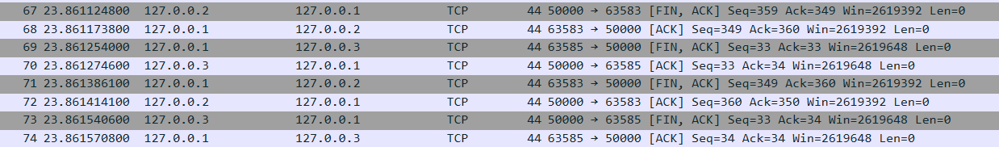 67 23.861124800 127.0.0.2 127.0.0.1 TCP 44 50000 → 63583 [FIN, ACK] Seq=359 Ack=349 Win=2619392 Len=0
68 23.861173800 127.0.0.1 127.0.0.2 TCP 44 63583 → 50000 [ACK] Seq=349 Ack=360 Win=2619392 Len=0
69 23.861254000 127.0.0.1 127.0.0.3 TCP 44 63585 → 50000 [FIN, ACK] Seq=33 Ack=33 Win=2619648 Len=0
70 23.861274600 127.0.0.3 127.0.0.1 TCP 44 50000 → 63585 [ACK] Seq=33 Ack=34 Win=2619648 Len=0
71 23.861386100 127.0.0.1 127.0.0.2 TCP 44 63583 → 50000 [FIN, ACK] Seq=349 Ack=360 Win=2619392 Len=0
72 23.861414100 127.0.0.2 127.0.0.1 TCP 44 50000 → 63583 [ACK] Seq=360 Ack=350 Win=2619392 Len=0
73 23.861540600 127.0.0.3 127.0.0.1 TCP 44 50000 → 63585 [FIN, ACK] Seq=33 Ack=34 Win=2619648 Len=0
74 23.861570800 127.0.0.1 127.0.0.3 TCP 44 63585 → 50000 [ACK] Seq=34 Ack=34 Win=2619648 Len=0